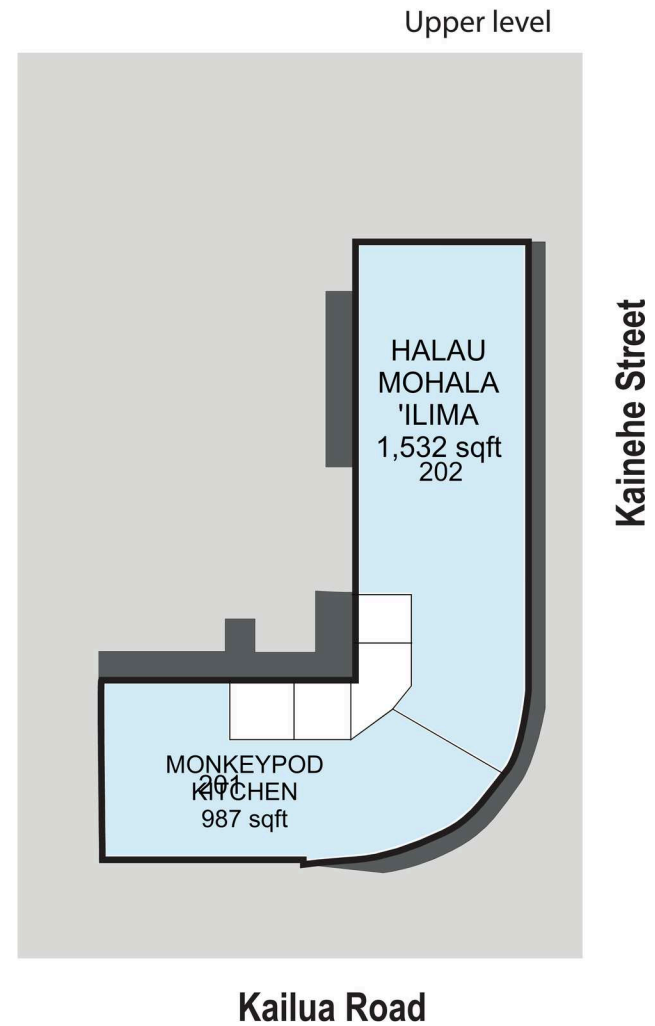 Upper level
HALAU
MOHALA
'ILIMA
1,532 sqft
202
Kainehe Street
MONKEYPOD
201
KITCHEN
987 sqft
Kailua Road